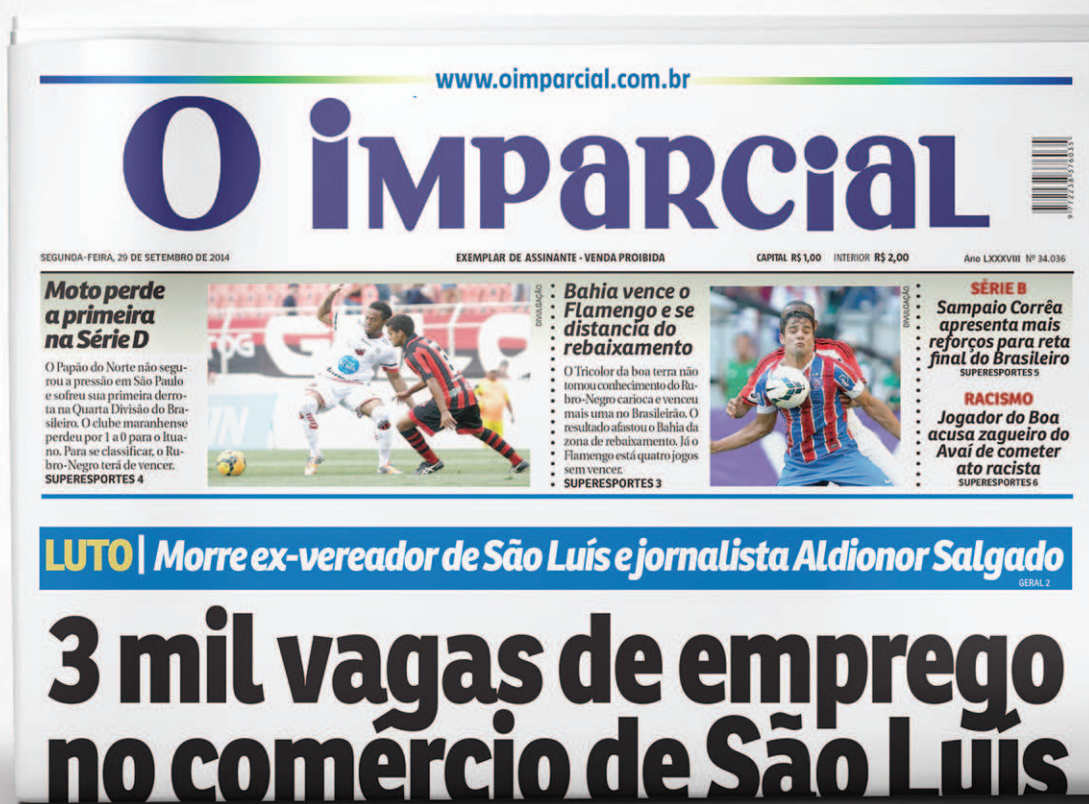 www.oimparcial.com.br
O imparcial
SEGUNDA-FEIRA, 29 DE SETEMBRO DE 2014
EXEMPLAR DE ASSINANTE • VENDA PROIBIDA
CAPITAL R$ 1,00 INTERIOR R$ 2,00
Ano LXXXVIII Nº 34.036
9 772238 376035
Moto perde
a primeira
na Série D
O Papão do Norte não segu-
rou a pressão em São Paulo
e sofreu sua primeira derro-
ta na Quarta Divisão do Bra-
sileiro. O clube maranhense
perdeu por 1 a 0 para o Itua-
no. Para se classificar, o Ru-
bro-Negro terá de vencer.
SUPERESPORTES 4
DIVULGAÇÃO
Bahia vence o
Flamengo e se
distancia do
rebaixamento
O Tricolor da boa terra não
tomou conhecimento do Ru-
bro-Negro carioca e venceu
mais uma no Brasileirão. O
resultado afastou o Bahia da
zona de rebaixamento. Já o
Flamengo está quatro jogos
sem vencer.
SUPERESPORTES 3
DIVULGAÇÃO
SÉRIE B
Sampaio Corrêa
apresenta mais
reforços para reta
final do Brasileiro
SUPERESPORTES 5
RACISMO
Jogador do Boa
acusa zagueiro do
Avaí de cometer
ato racista
SUPERESPORTES 6
LUTO | Morre ex-vereador de São Luís e jornalista Aldionor Salgado
GERAL 2
3 mil vagas de emprego
no comércio de São Luís